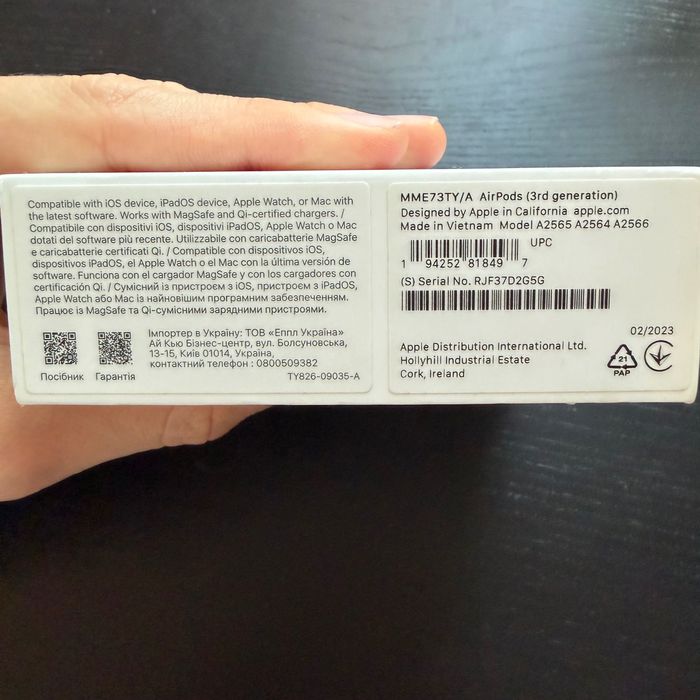 Compatible with iOS device, iPadOS device, Apple Watch, or Mac with
the latest software. Works with MagSafe and Qi-certified chargers. /
Compatibile con dispositivi iOS, dispositivi iPadOS, Apple Watch o Mac
dotati del software più recente. Utilizzabile con caricabatterie MagSafe
e caricabatterie certificati Qi. / Compatible con dispositivos iOS,
dispositivos iPadOS, el Apple Watch o el Mac con la última versión de
software. Funciona con el cargador MagSafe y con los cargadores con
certificación Qi. / Сумісний із пристроєм з iOS, пристроєм з iPadOS,
Apple Watch або Mac із найновішим програмним забезпеченням.
Працює із MagSafe та Qi-сумісними зарядними пристроями.
Посібник
Гарантія
Імпортер в Україну: ТОВ «Еппл Україна»
Ай Кью Бізнес-центр, вул. Болсуновська,
13-15, Київ 01014, Україна,
контактний телефон : 0800509382
TY826-09035-A
MME73TY/A AirPods (3rd generation)
Designed by Apple in California apple.com
Made in Vietnam Model A2565 A2564 A2566
UPC
1 94252 81849 7
(S) Serial No. RJF37D2G5G
02/2023
Apple Distribution International Ltd.
Hollyhill Industrial Estate
Cork, Ireland
21
PAP